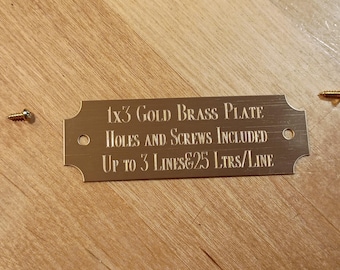 1x3 Gold Brass Plate
Holes and Screws Included
Up to 3 Lines&25 Ltrs/Line